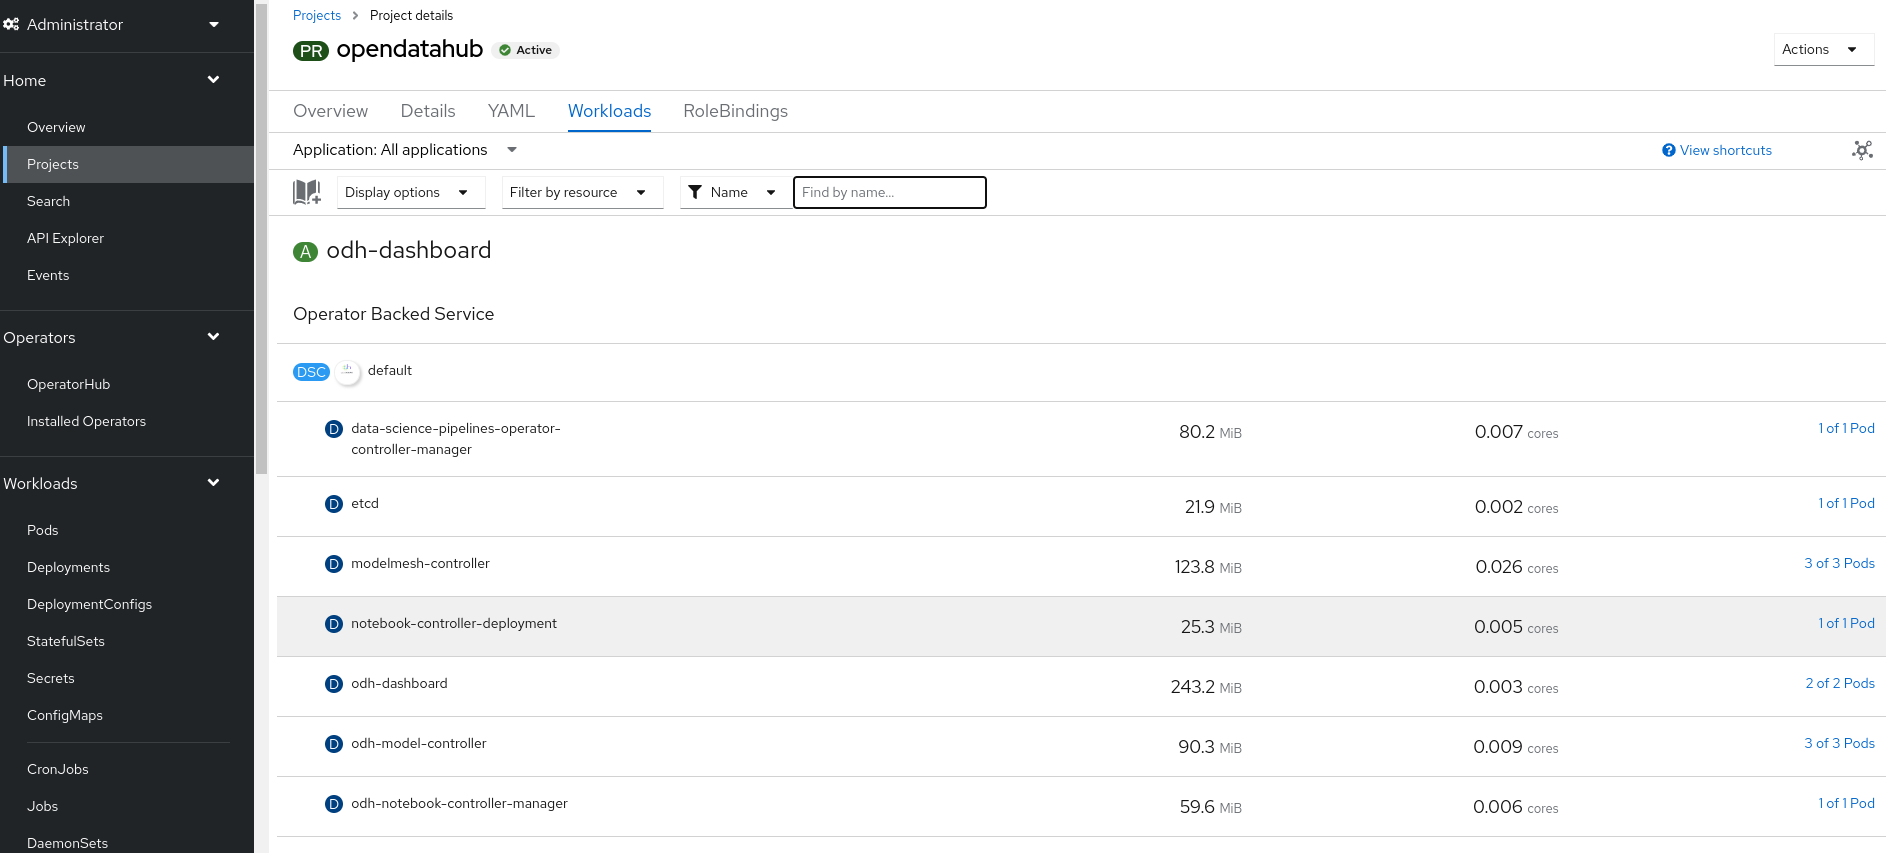 Administrator
Home
Overview
Projects
Search
API Explorer
Events
Operators
OperatorHub
Installed Operators
Workloads
Pods
Deployments
DeploymentConfigs
StatefulSets
Secrets
ConfigMaps
CronJobs
Jobs
DaemonSets
Projects > Project details
PR opendatahub Active
Actions
Overview Details YAML Workloads RoleBindings
Application: All applications
View shortcuts
Display options Filter by resource Name Find by name...
A odh-dashboard
Operator Backed Service
DSC default
D data-science-pipelines-operator-
controller-manager 80.2 MiB 0.007 cores 1 of 1 Pod
D etcd 21.9 MiB 0.002 cores 1 of 1 Pod
D modelmesh-controller 123.8 MiB 0.026 cores 3 of 3 Pods
D notebook-controller-deployment 25.3 MiB 0.005 cores 1 of 1 Pod
D odh-dashboard 243.2 MiB 0.003 cores 2 of 2 Pods
D odh-model-controller 90.3 MiB 0.009 cores 3 of 3 Pods
D odh-notebook-controller-manager 59.6 MiB 0.006 cores 1 of 1 Pod